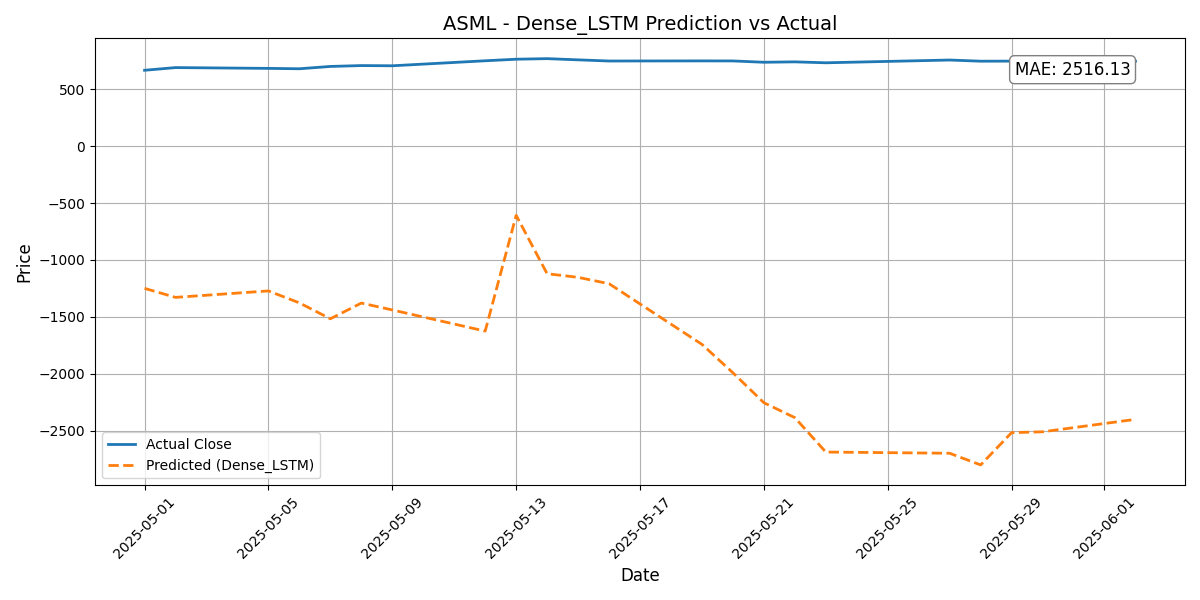 ASML - Dense_LSTM Prediction vs Actual
MAE: 2516.13
Price
500
0
−500
−1000
−1500
−2000
−2500
Actual Close
Predicted (Dense_LSTM)
2025-05-01
2025-05-05
2025-05-09
2025-05-13
2025-05-17
2025-05-21
2025-05-25
2025-05-29
2025-06-01
Date